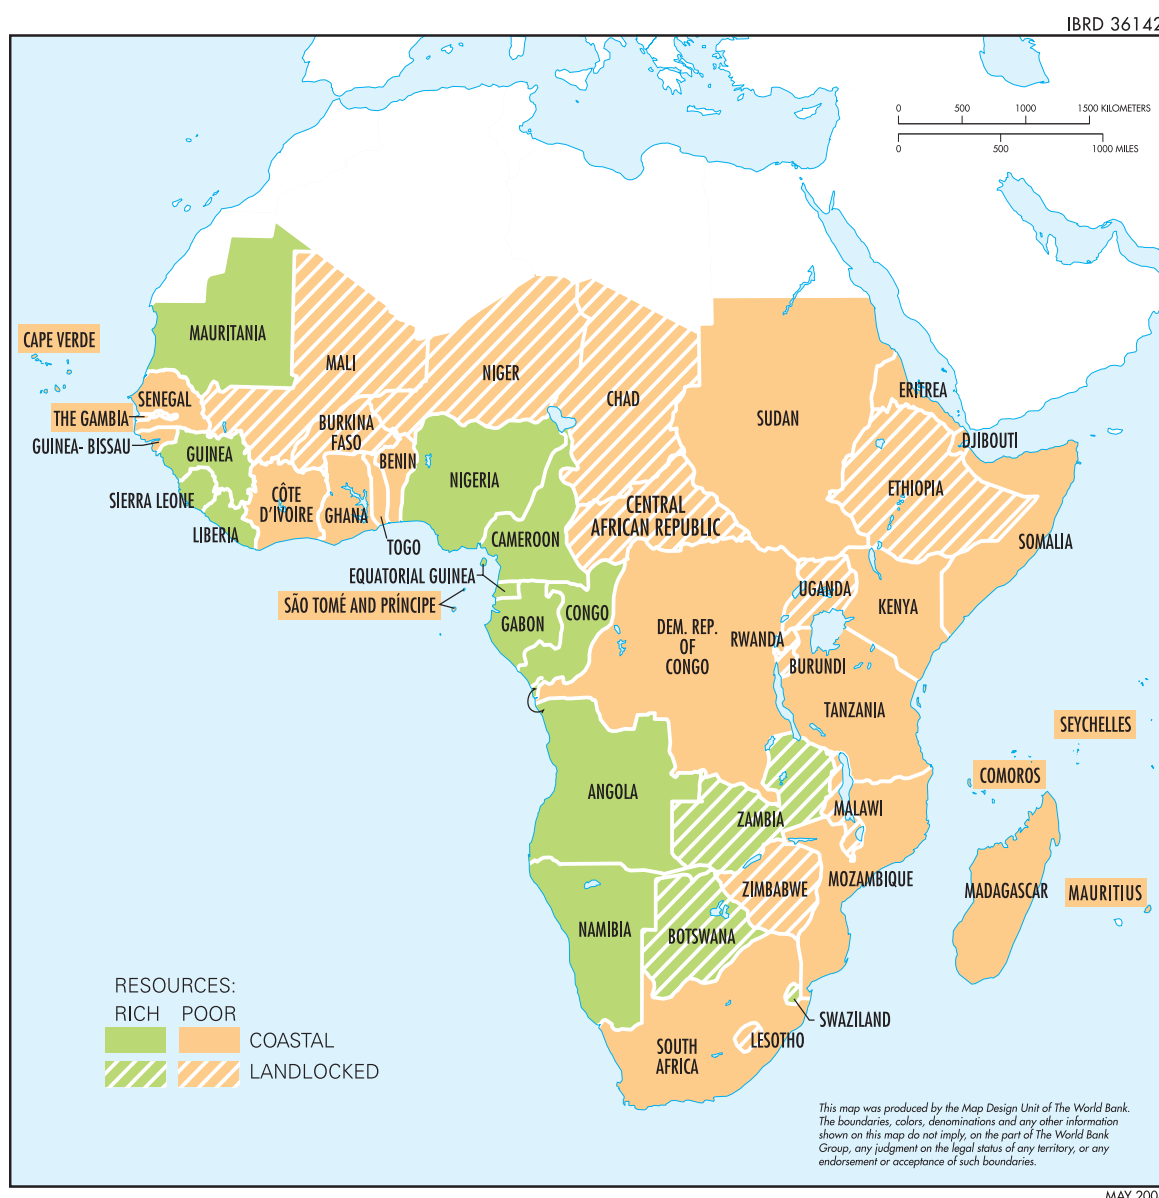 IBRD 36142
0 500 1000 1500 KILOMETERS
0 500 1000 MILES
MAURITANIA
CAPE VERDE
MALI
NIGER
CHAD
SENEGAL
ERITREA
THE GAMBIA
SUDAN
BURKINA
FASO
DJIBOUTI
GUINEA- BISSAU
GUINEA
BENIN
NIGERIA
ETHIOPIA
SIERRA LEONE
CÔTE
D'IVOIRE
GHANA
CENTRAL
AFRICAN REPUBLIC
LIBERIA
CAMEROON
SOMALIA
TOGO
EQUATORIAL GUINEA
UGANDA
SÃO TOMÉ AND PRÍNCIPE
KENYA
GABON
CONGO
DEM. REP.
OF
CONGO
RWANDA
BURUNDI
TANZANIA
SEYCHELLES
COMOROS
ANGOLA
MALAWI
ZAMBIA
MOZAMBIQUE
ZIMBABWE
MADAGASCAR
MAURITIUS
NAMIBIA
BOTSWANA
RESOURCES:
RICH POOR
COASTAL
LANDLOCKED
SWAZILAND
LESOTHO
SOUTH
AFRICA
This map was produced by the Map Design Unit of The World Bank.
The boundaries, colors, denominations and any other information
shown on this map do not imply, on the part of The World Bank
Group, any judgment on the legal status of any territory, or any
endorsement or acceptance of such boundaries.
MAY 200